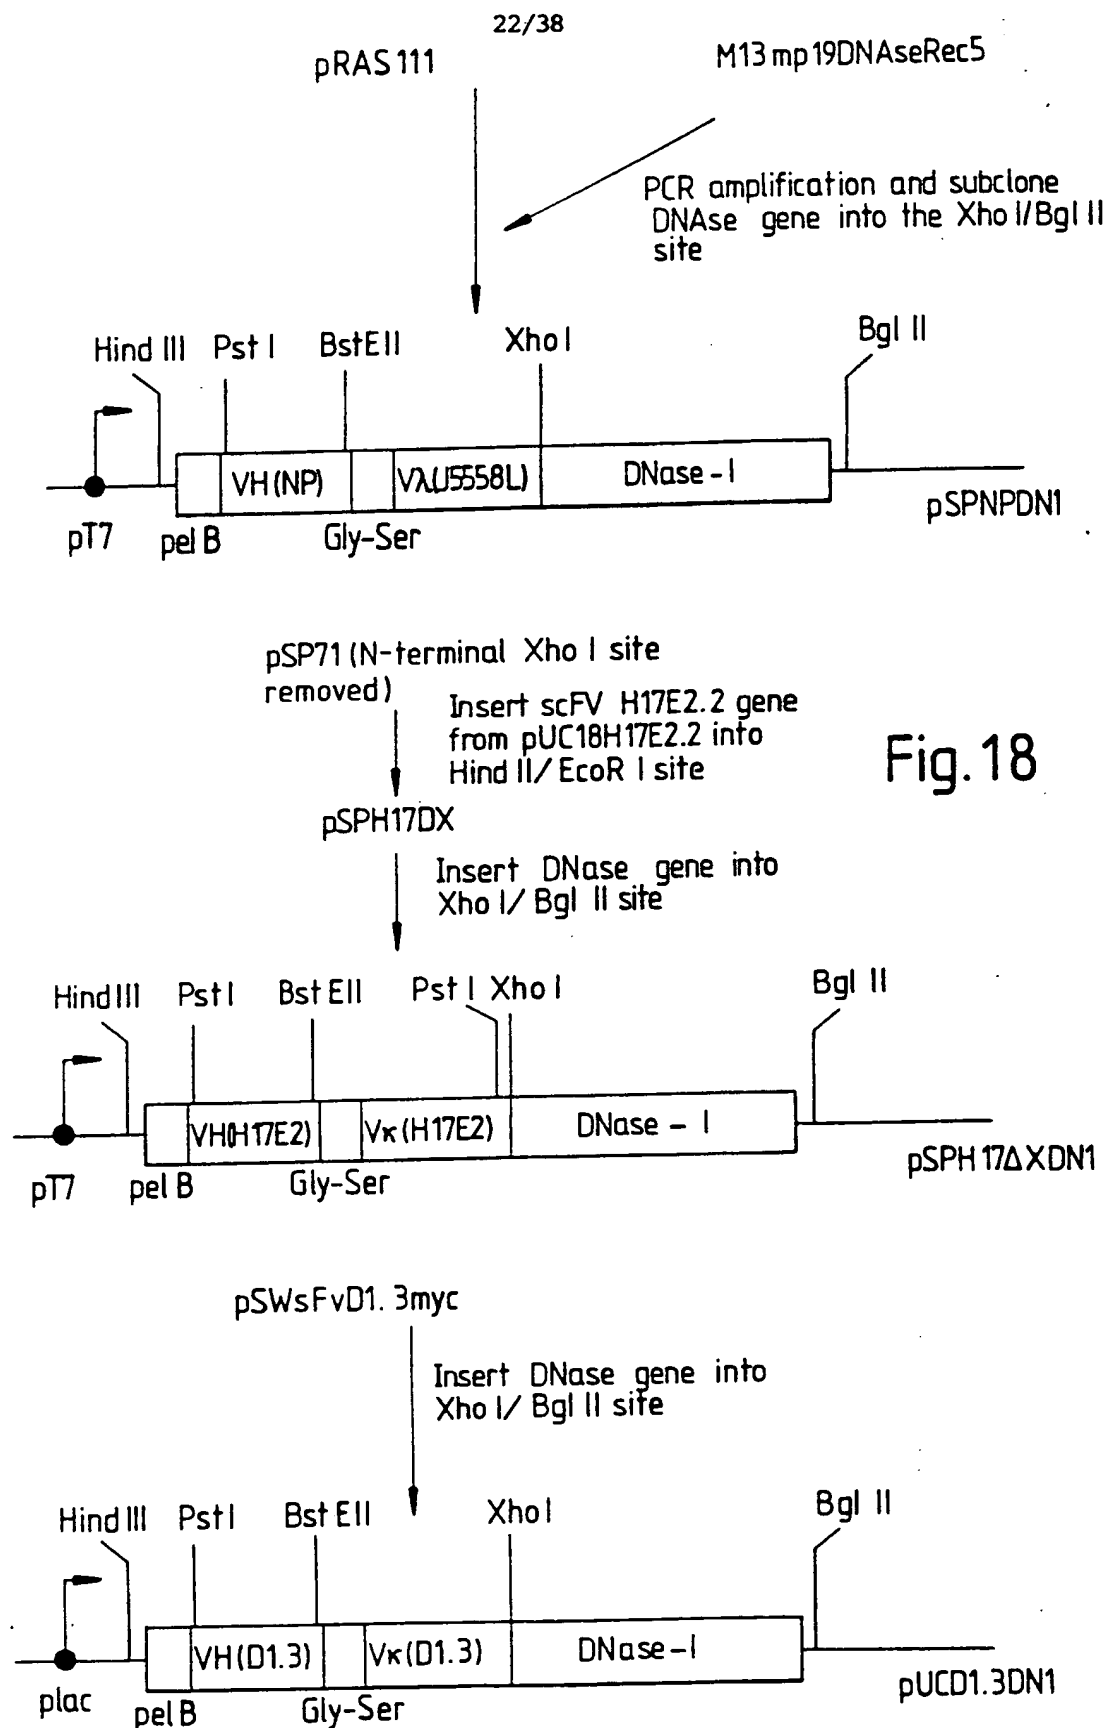 22/38
pRAS 111
M13 mp19DNAseRec5
PCR amplification and subclone
DNAse gene into the Xho I/Bgl II
site
Hind III
Pst I
BstE II
Xho I
Bgl II
VH (NP)
Vλ(J5558L)
DNase - I
pT7
pel B
Gly-Ser
pSPNPDN1
pSP71 (N-terminal Xho I site
removed)
Insert scFV H17E2.2 gene
from pUC18H17E2.2 into
Hind II/ EcoR I site
Fig. 18
pSPH17DX
Insert DNase gene into
Xho I/ Bgl II site
Hind III
Pst I
Bst E II
Pst I
Xho I
Bgl II
VH(H17E2)
Vκ (H17E2)
DNase - I
pT7
pel B
Gly-Ser
pSPH 17ΔXDN1
pSWsFvD1.3myc
Insert DNase gene into
Xho I/ Bgl II site
Hind III
Pst I
Bst E II
Xho I
Bgl II
VH(D1.3)
Vκ(D1.3)
DNase-I
plac
pel B
Gly-Ser
pUCD1.3DN1